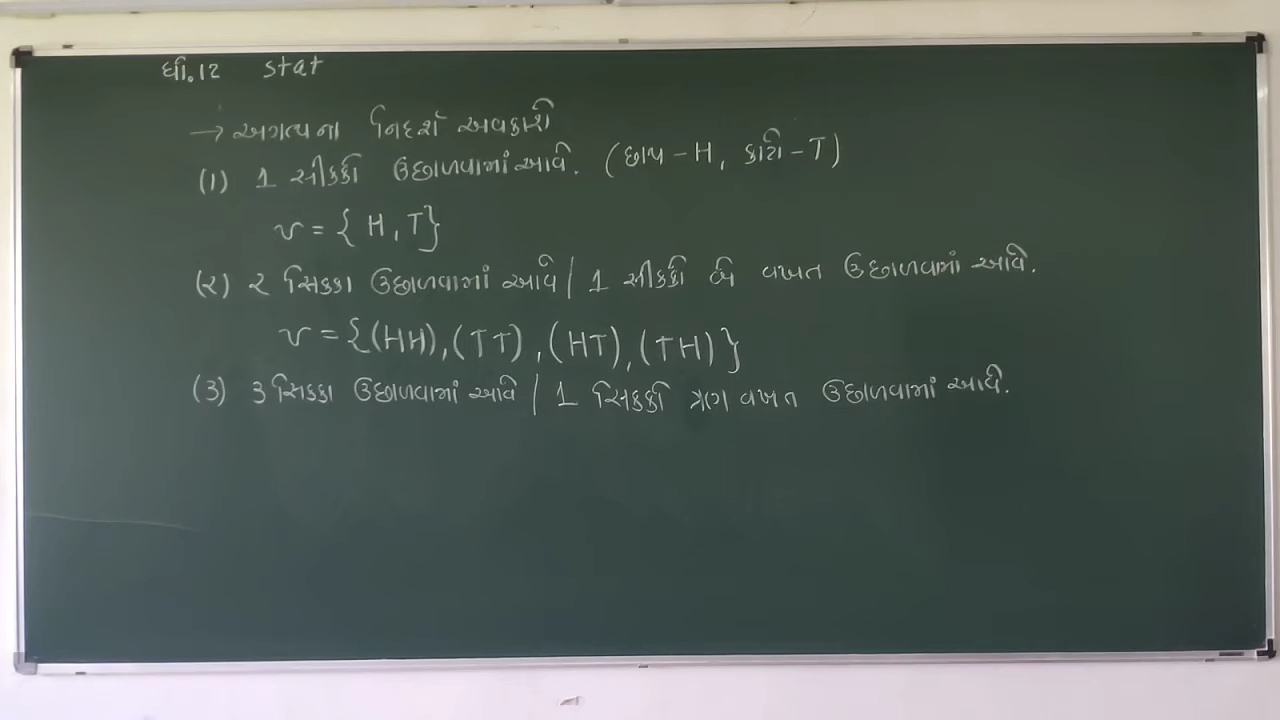 ધો.12 stat
→ અગત્યના નિદર્શ અવકાશો
(1) 1 સીક્કો ઉછાળવામાં આવે. (છાપ - H, કાંટો - T)
υ = { H, T}
(૨) ૨ સિક્કા ઉછાળવામાં આવે / 1 સીક્કો બે વખત ઉછાળવામાં આવે.
υ = {(HH), (TT), (HT), (TH)}
(3) 3 સિક્કા ઉછાળવામાં આવે / 1 સિક્કો ત્રણ વખત ઉછાળવામાં આવે.